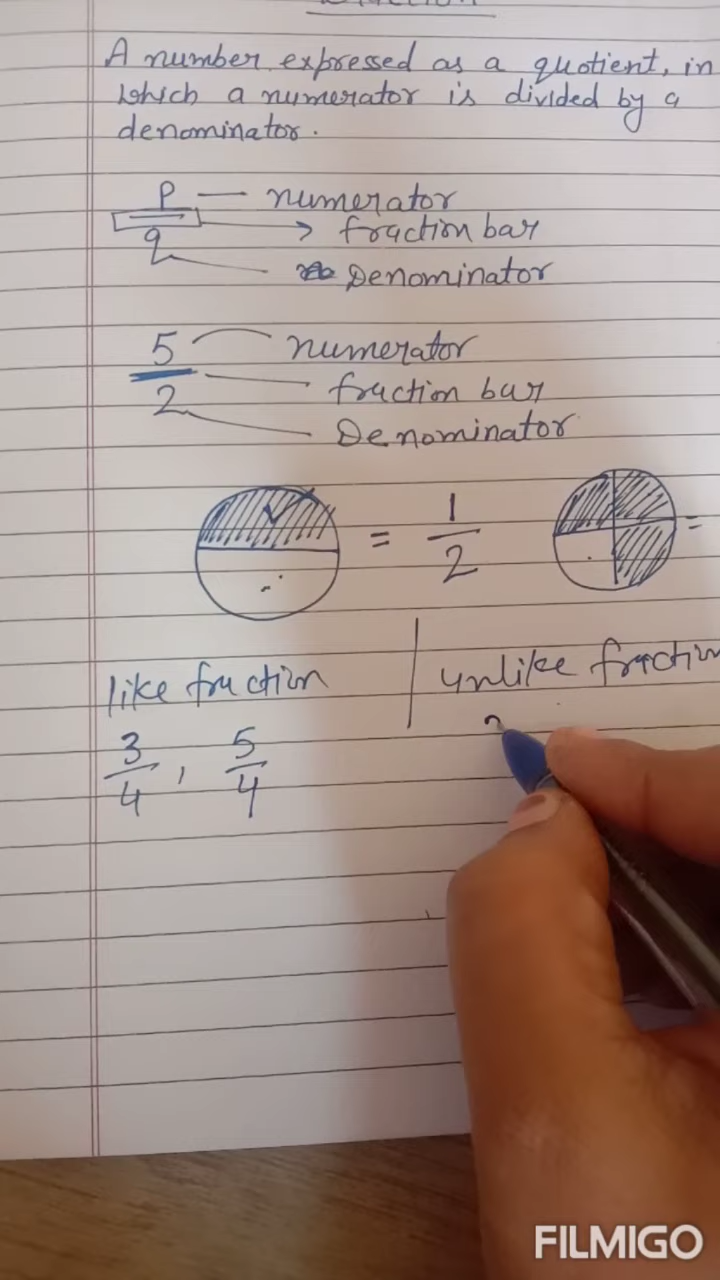 A number expressed as a quotient, in
which a numerator is divided by a
denominator.
P — numerator
fraction bar
q Denominator
5 numerator
fraction bar
2 Denominator
= 1/2 =
like fraction unlike fraction
3/4 , 5/4
FILMIGO